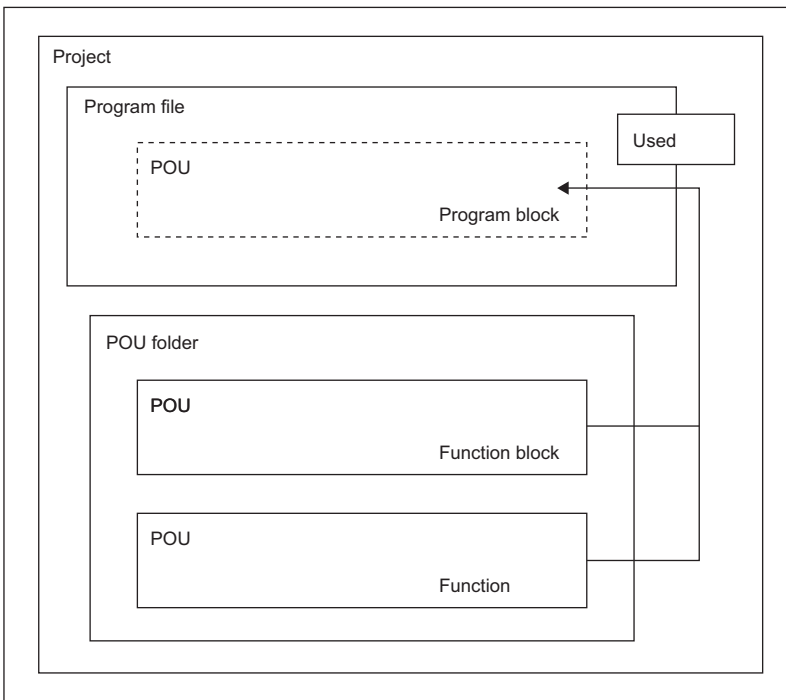 Project
Program file
Used
POU
Program block
POU folder
POU
Function block
POU
Function